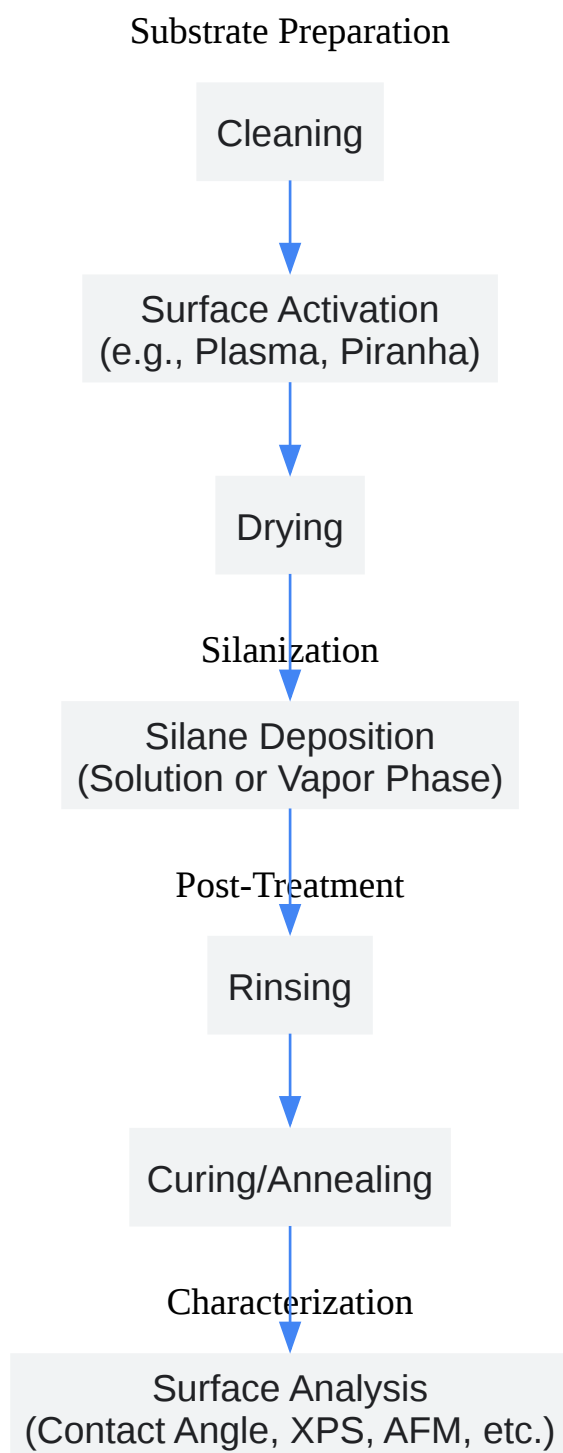 Substrate Preparation
Cleaning
Surface Activation
(e.g., Plasma, Piranha)
Drying
Silanization
Silane Deposition
(Solution or Vapor Phase)
Post-Treatment
Rinsing
Curing/Annealing
Characterization
Surface Analysis
(Contact Angle, XPS, AFM, etc.)